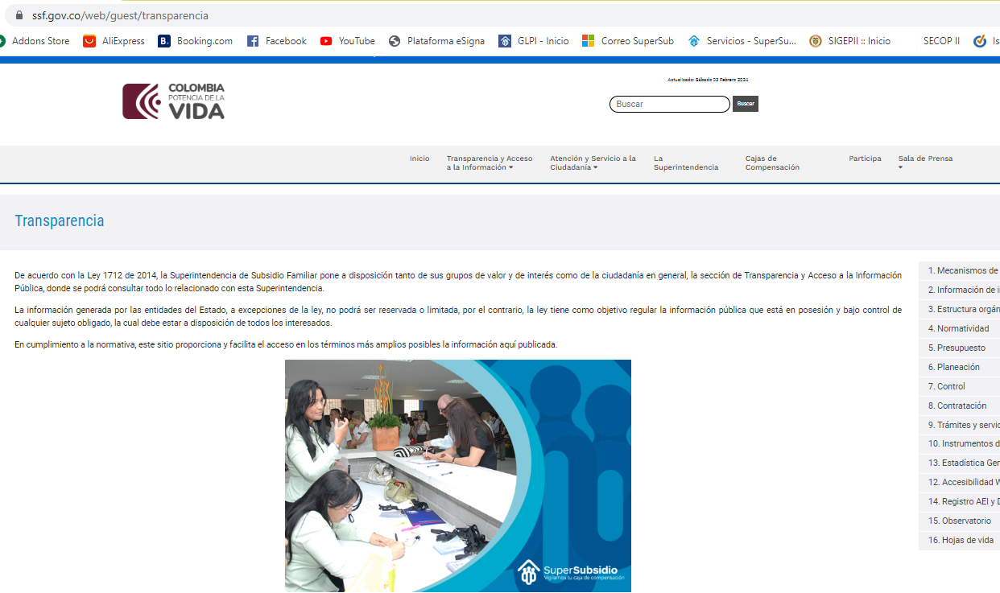 ssf.gov.co/web/guest/transparencia
Addons Store AliExpress Booking.com Facebook YouTube Plataforma eSigna GLPI - Inicio Correo SuperSub Servicios - SuperSu... SIGEPII :: Inicio SECOP II Is
Actualizado: Sábado 03 Febrero 2024
COLOMBIA
POTENCIA DE LA
VIDA
Buscar Buscar
Inicio Transparencia y Acceso a la Información Atención y Servicio a la Ciudadanía La Superintendencia Cajas de Compensación Participa Sala de Prensa
Transparencia
De acuerdo con la Ley 1712 de 2014, la Superintendencia de Subsidio Familiar pone a disposición tanto de sus grupos de valor y de interés como de la ciudadanía en general, la sección de Transparencia y Acceso a la Información
Pública, donde se podrá consultar todo lo relacionado con esta Superintendencia.
La información generada por las entidades del Estado, a excepciones de la ley, no podrá ser reservada o limitada, por el contrario, la ley tiene como objetivo regular la información pública que está en posesión y bajo control de
cualquier sujeto obligado, la cual debe estar a disposición de todos los interesados.
En cumplimiento a la normativa, este sitio proporciona y facilita el acceso en los términos más amplios posibles la información aquí publicada.
SuperSubsidio
Vigilamos tu caja de compensación
1. Mecanismos de
2. Información de i
3. Estructura orgán
4. Normatividad
5. Presupuesto
6. Planeación
7. Control
8. Contratación
9. Trámites y servic
10. Instrumentos d
13. Estadística Ger
12. Accesibilidad W
14. Registro AEI y D
15. Observatorio
16. Hojas de vida